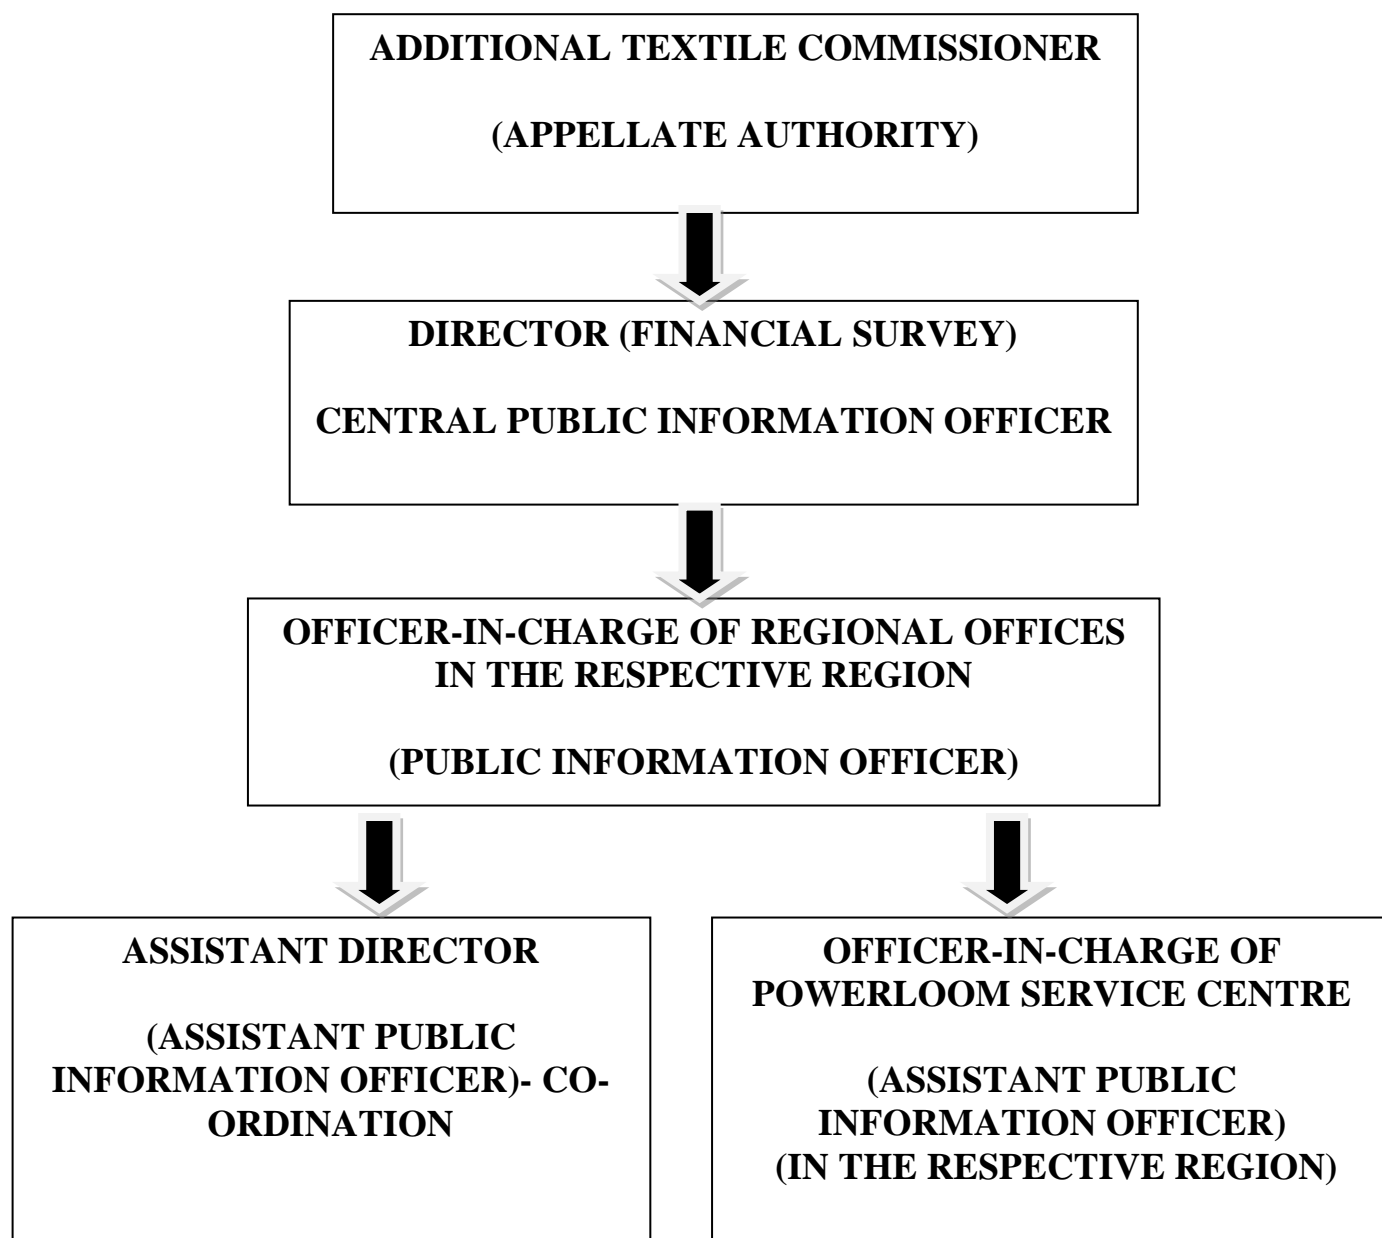 ADDITIONAL TEXTILE COMMISSIONER
(APPELLATE AUTHORITY)
DIRECTOR (FINANCIAL SURVEY)
CENTRAL PUBLIC INFORMATION OFFICER
OFFICER-IN-CHARGE OF REGIONAL OFFICES
IN THE RESPECTIVE REGION
(PUBLIC INFORMATION OFFICER)
ASSISTANT DIRECTOR
(ASSISTANT PUBLIC
INFORMATION OFFICER)- CO-
ORDINATION
OFFICER-IN-CHARGE OF
POWERLOOM SERVICE CENTRE
(ASSISTANT PUBLIC
INFORMATION OFFICER)
(IN THE RESPECTIVE REGION)